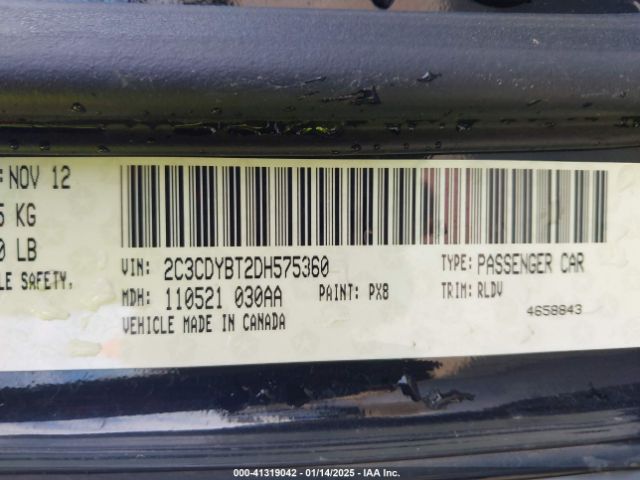 : NOV 12
5 KG
0 LB
LE SAFETY,
VIN: 2C3CDYBT2DH575360
TYPE: PASSENGER CAR
MDH: 110521 030AA
PAINT: PX8
TRIM: RLDV
VEHICLE MADE IN CANADA
4658843
000-41319042 - 01/14/2025 - IAA Inc.